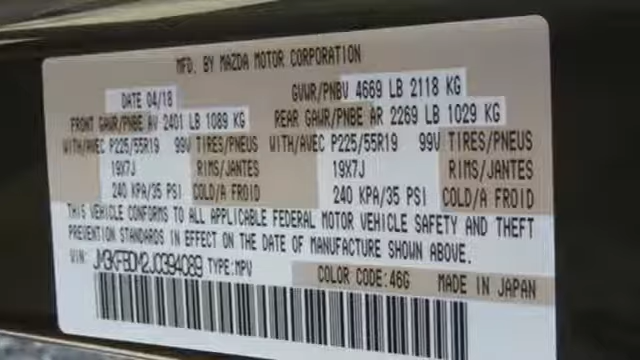 MFD. BY MAZDA MOTOR CORPORATION
DATE 04/18 GVWR/PNBV 4669 LB 2118 KG
FRONT GAWR/PNBE AV 2401 LB 1089 KG REAR GAWR/PNBE AR 2269 LB 1029 KG
WITH/AVEC P225/55R19 99V TIRES/PNEUS WITH/AVEC P225/55R19 99V TIRES/PNEUS
19X7J RIMS/JANTES 19X7J RIMS/JANTES
240 KPA/35 PSI COLD/A FROID 240 KPA/35 PSI COLD/A FROID
THIS VEHICLE CONFORMS TO ALL APPLICABLE FEDERAL MOTOR VEHICLE SAFETY AND THEFT
PREVENTION STANDARDS IN EFFECT ON THE DATE OF MANUFACTURE SHOWN ABOVE.
VIN: JM3KFBDM2J0394089 TYPE:MPV COLOR CODE:46G MADE IN JAPAN